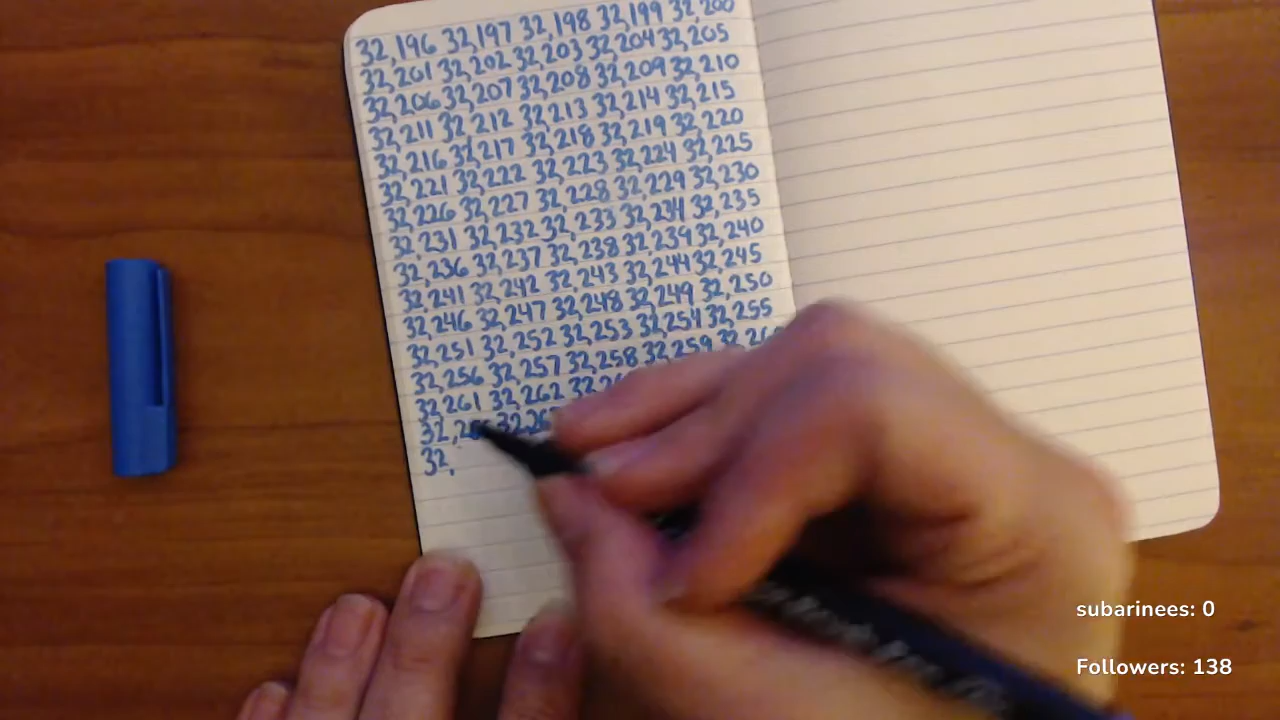 32,196 32,197 32,198 32,199 32,200
32,201 32,202 32,203 32,204 32,205
32,206 32,207 32,208 32,209 32,210
32,211 32,212 32,213 32,214 32,215
32,216 32,217 32,218 32,219 32,220
32,221 32,222 32,223 32,224 32,225
32,226 32,227 32,228 32,229 32,230
32,231 32,232 32,233 32,234 32,235
32,236 32,237 32,238 32,239 32,240
32,241 32,242 32,243 32,244 32,245
32,246 32,247 32,248 32,249 32,250
32,251 32,252 32,253 32,254 32,255
32,256 32,257 32,258 32,259
32,261 32,262
32,
subarinees: 0
Followers: 138